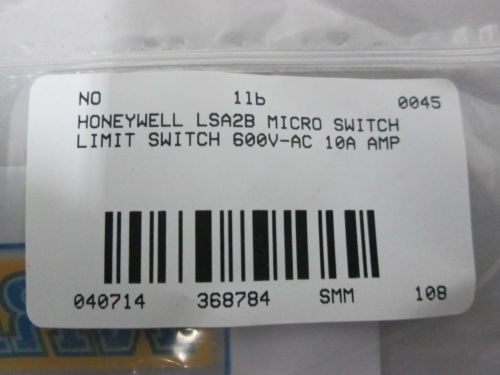 NO 1lb 0045
HONEYWELL LSA2B MICRO SWITCH
LIMIT SWITCH 600V-AC 10A AMP
040714 368784 SMM 108